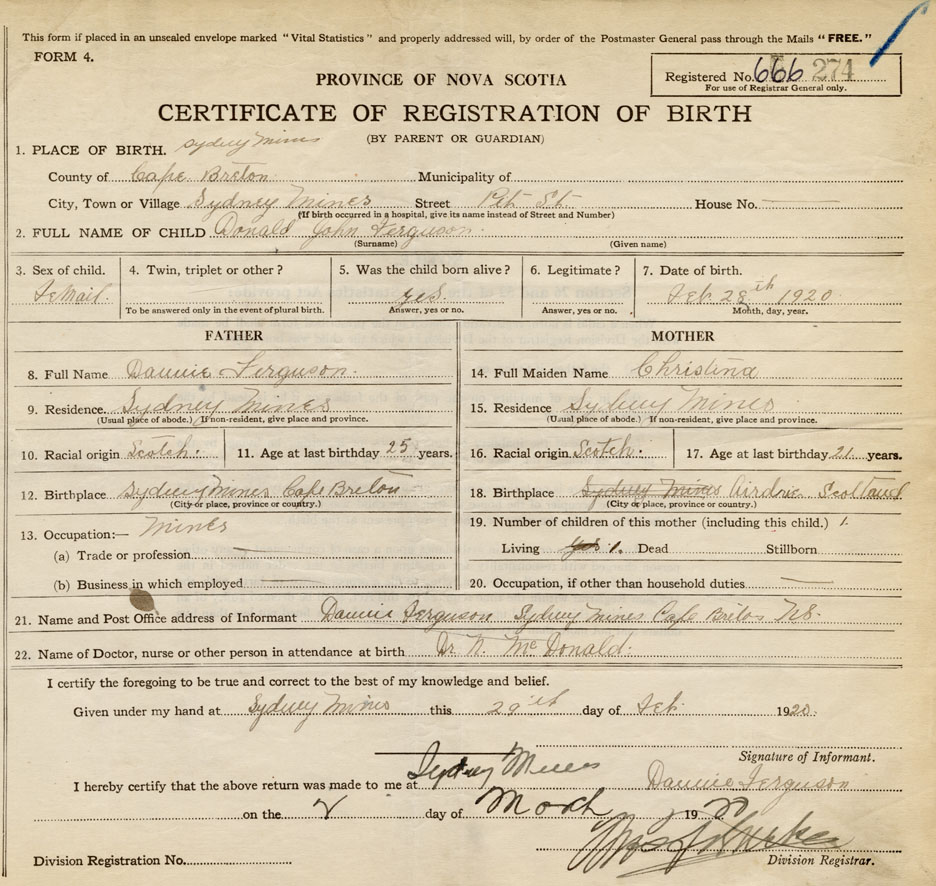 This form if placed in an unsealed envelope marked "Vital Statistics" and properly addressed will, by order of the Postmaster General pass through the Mails "FREE."
FORM 4.
PROVINCE OF NOVA SCOTIA
Registered No. 666 274
For use of Registrar General only.
CERTIFICATE OF REGISTRATION OF BIRTH
(BY PARENT OR GUARDIAN)
1. PLACE OF BIRTH. Sydney Mines
County of Cape Breton Municipality of
City, Town or Village Sydney Mines Street Pitt St. House No.
(If birth occurred in a hospital, give its name instead of Street and Number)
2. FULL NAME OF CHILD Donald John Ferguson
(Surname) (Given name)
3. Sex of child. 4. Twin, triplet or other? 5. Was the child born alive? 6. Legitimate? 7. Date of birth.
FeMail. yes. Feb. 28th 1920
To be answered only in the event of plural birth. Answer, yes or no. Answer, yes or no. Month, day, year.
FATHER MOTHER
8. Full Name Dannie Ferguson. 14. Full Maiden Name Christina
9. Residence. Sydney Mines 15. Residence Sydney Mines
(Usual place of abode.) If non-resident, give place and province. (Usual place of abode.) If non-resident, give place and province.
10. Racial origin Scotch. 11. Age at last birthday 25 years. 16. Racial origin Scotch. 17. Age at last birthday 21 years.
12. Birthplace Sydney Mines Cape Breton 18. Birthplace Sydney Mines Airdrie Scotland
(City or place, province or country.) (City or place, province or country.)
13. Occupation:— Miner 19. Number of children of this mother (including this child.) 1.
(a) Trade or profession Living yes 1. Dead Stillborn
(b) Business in which employed 20. Occupation, if other than household duties
21. Name and Post Office address of Informant Dannie Ferguson Sydney Mines Cape Breton NS.
22. Name of Doctor, nurse or other person in attendance at birth Dr. N. McDonald.
I certify the foregoing to be true and correct to the best of my knowledge and belief.
Given under my hand at Sydney Mines this 29th day of Feb. 1920.
Signature of Informant.
I hereby certify that the above return was made to me at Sydney Mines Dannie Ferguson
on the day of March 19
Division Registration No. Division Registrar.